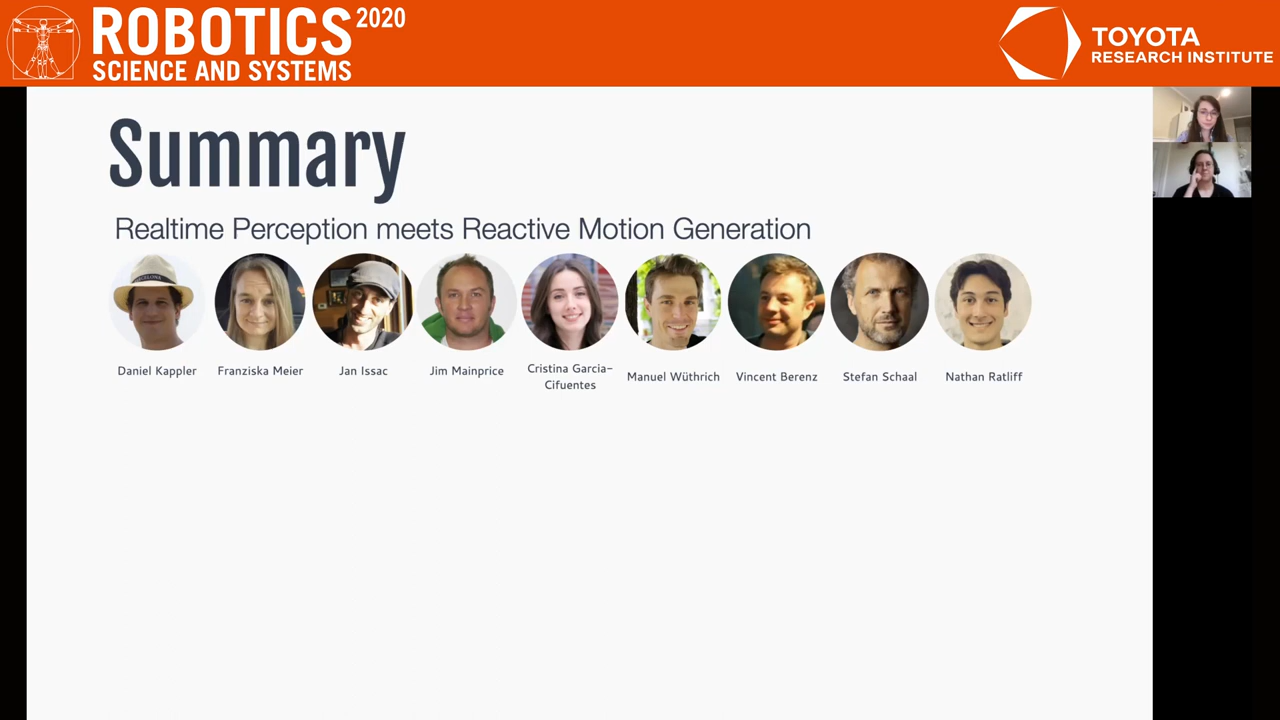 ROBOTICS 2020
SCIENCE AND SYSTEMS
TOYOTA
RESEARCH INSTITUTE
Summary
Realtime Perception meets Reactive Motion Generation
Daniel Kappler
Franziska Meier
Jan Issac
Jim Mainprice
Cristina Garcia-
Cifuentes
Manuel Wüthrich
Vincent Berenz
Stefan Schaal
Nathan Ratliff